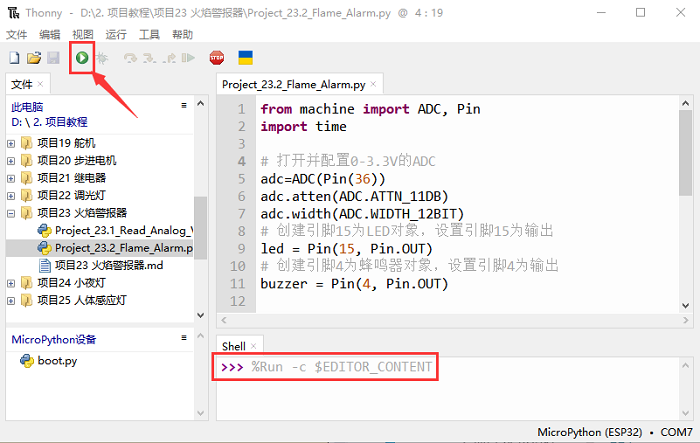 Thonny - D:\2. 项目教程\项目23 火焰警报器\Project_23.2_Flame_Alarm.py @ 4 : 19
文件 编辑 视图 运行 工具 帮助
STOP
文件
此电脑
D: \ 2. 项目教程
项目19 舵机
项目20 步进电机
项目21 继电器
项目22 调光灯
项目23 火焰警报器
Project_23.1_Read_Analog_V
Project_23.2_Flame_Alarm.p
项目23 火焰警报器.md
项目24 小夜灯
项目25 人体感应灯
MicroPython设备
boot.py
Project_23.2_Flame_Alarm.py
1 from machine import ADC, Pin
2 import time
3
4 # 打开并配置0-3.3V的ADC
5 adc=ADC(Pin(36))
6 adc.atten(ADC.ATTN_11DB)
7 adc.width(ADC.WIDTH_12BIT)
8 # 创建引脚15为LED对象，设置引脚15为输出
9 led = Pin(15, Pin.OUT)
10 # 创建引脚4为蜂鸣器对象，设置引脚4为输出
11 buzzer = Pin(4, Pin.OUT)
12
Shell
>>> %Run -c $EDITOR_CONTENT
MicroPython (ESP32) • COM7